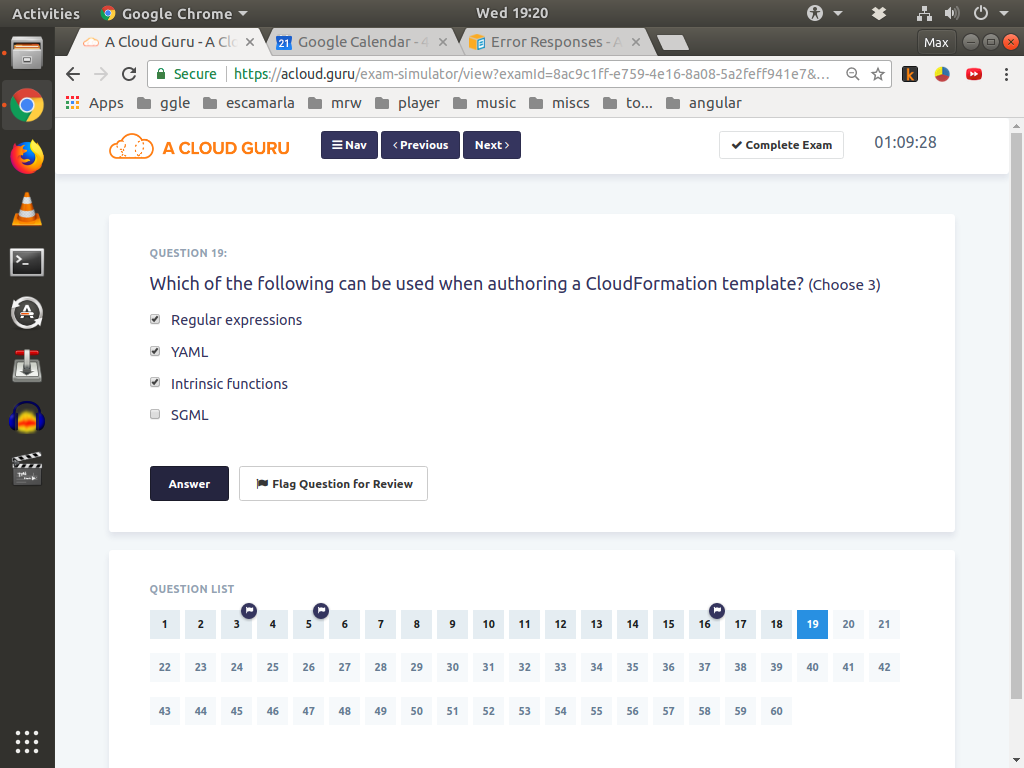 Activities Google Chrome Wed 19:20
A Cloud Guru - A Clo Google Calendar - 4 Error Responses - A Max
Secure https://acloud.guru/exam-simulator/view?examId=8ac9c1ff-e759-4e16-8a08-5a2feff941e7&...
Apps ggle escamarla mrw player music miscs to... angular
A CLOUD GURU Nav Previous Next Complete Exam 01:09:28
QUESTION 19:
Which of the following can be used when authoring a CloudFormation template? (Choose 3)
Regular expressions
YAML
Intrinsic functions
SGML
Answer Flag Question for Review
QUESTION LIST
1 2 3 4 5 6 7 8 9 10 11 12 13 14 15 16 17 18 19 20 21
22 23 24 25 26 27 28 29 30 31 32 33 34 35 36 37 38 39 40 41 42
43 44 45 46 47 48 49 50 51 52 53 54 55 56 57 58 59 60